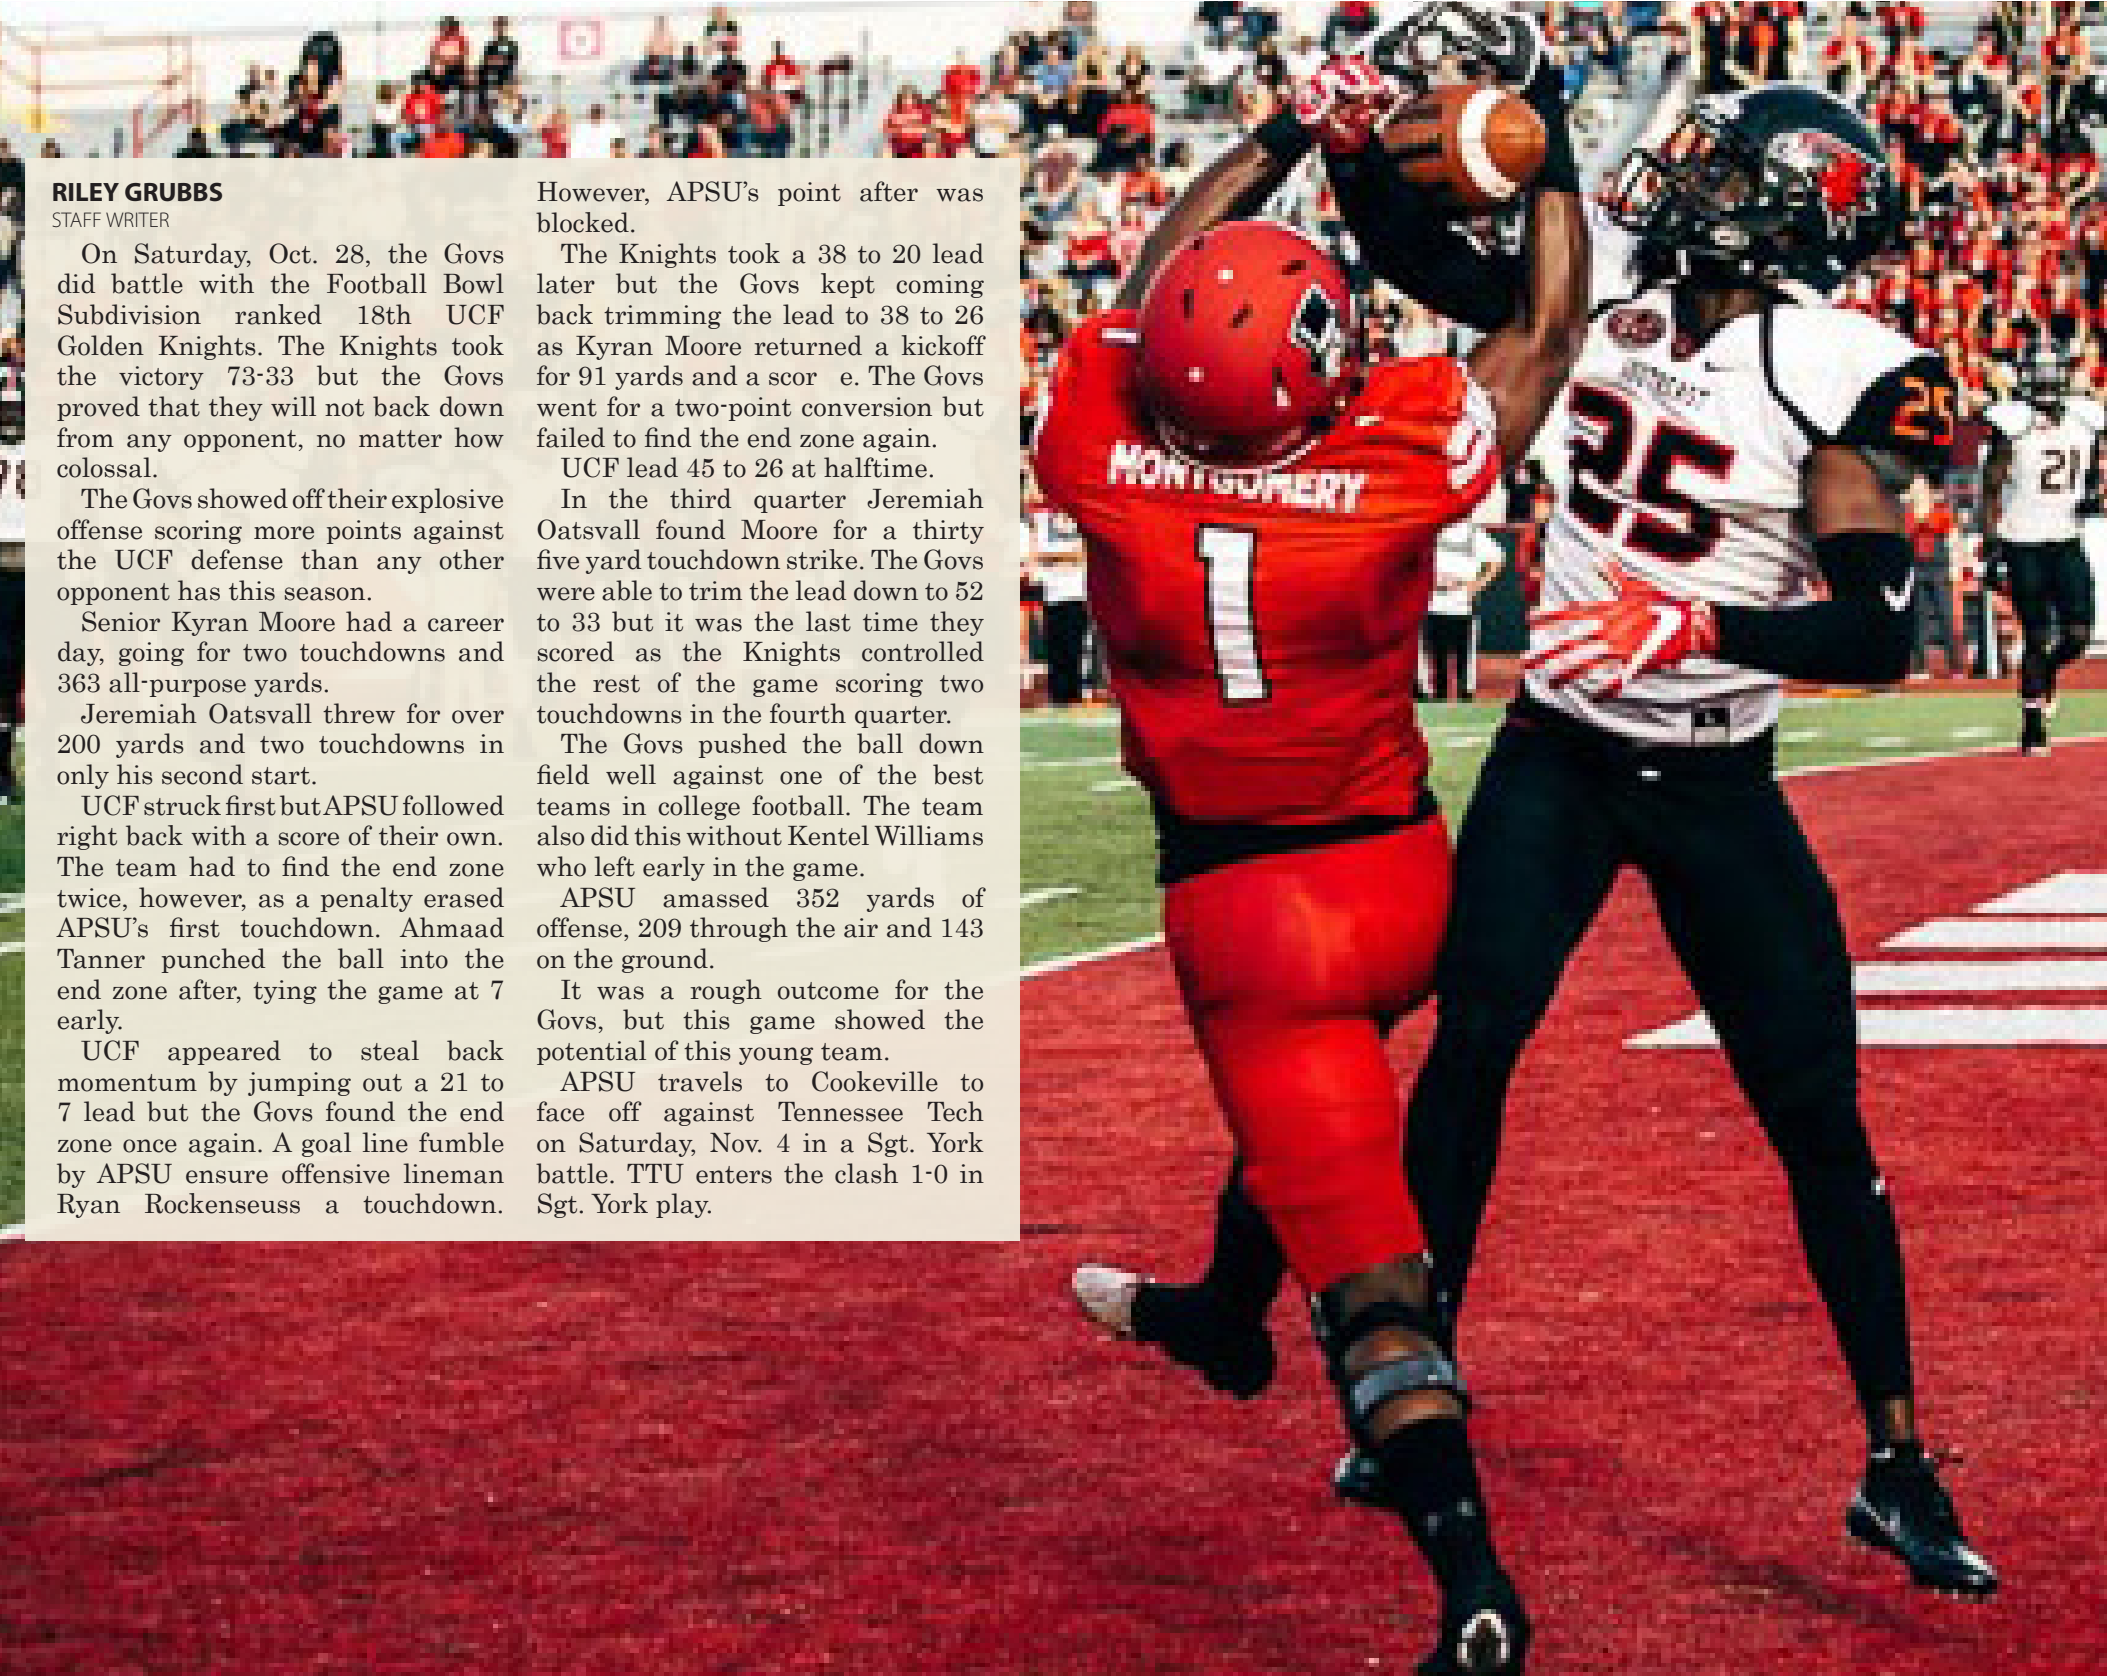 RILEY GRUBBS
STAFF WRITER
On Saturday, Oct. 28, the Govs
did battle with the Football Bowl
Subdivision ranked 18th UCF
Golden Knights. The Knights took
the victory 73-33 but the Govs
proved that they will not back down
from any opponent, no matter how
colossal.
The Govs showed off their explosive
offense scoring more points against
the UCF defense than any other
opponent has this season.
Senior Kyran Moore had a career
day, going for two touchdowns and
363 all-purpose yards.
Jeremiah Oatsvall threw for over
200 yards and two touchdowns in
only his second start.
UCF struck first but APSU followed
right back with a score of their own.
The team had to find the end zone
twice, however, as a penalty erased
APSU's first touchdown. Ahmaad
Tanner punched the ball into the
end zone after, tying the game at 7
early.
UCF appeared to steal back
momentum by jumping out a 21 to
7 lead but the Govs found the end
zone once again. A goal line fumble
by APSU ensure offensive lineman
Ryan Rockenseuss a touchdown.
However, APSU's point after was
blocked.
The Knights took a 38 to 20 lead
later but the Govs kept coming
back trimming the lead to 38 to 26
as Kyran Moore returned a kickoff
for 91 yards and a scor e. The Govs
went for a two-point conversion but
failed to find the end zone again.
UCF lead 45 to 26 at halftime.
In the third quarter Jeremiah
Oatsvall found Moore for a thirty
five yard touchdown strike. The Govs
were able to trim the lead down to 52
to 33 but it was the last time they
scored as the Knights controlled
the rest of the game scoring two
touchdowns in the fourth quarter.
The Govs pushed the ball down
field well against one of the best
teams in college football. The team
also did this without Kentel Williams
who left early in the game.
APSU amassed 352 yards of
offense, 209 through the air and 143
on the ground.
It was a rough outcome for the
Govs, but this game showed the
potential of this young team.
APSU travels to Cookeville to
face off against Tennessee Tech
on Saturday, Nov. 4 in a Sgt. York
battle. TTU enters the clash 1-0 in
Sgt. York play.
MONTGOMERY
1
25
25
21